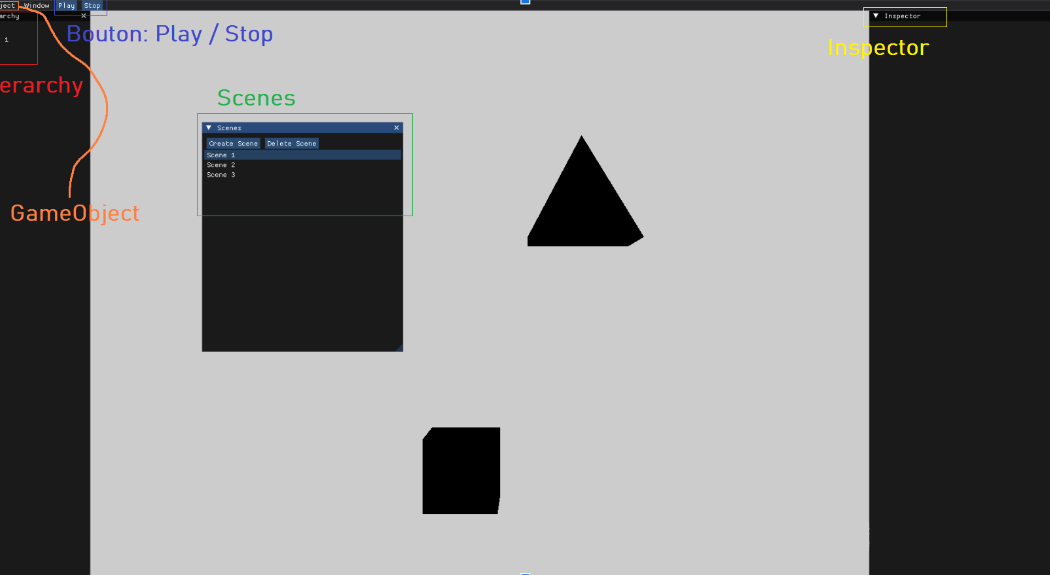 ject Window Play Stop
archy
Inspector
1
Bouton: Play / Stop
Inspector
erarchy
Scenes
Scenes
Create Scene Delete Scene
Scene 1
Scene 2
Scene 3
GameObject